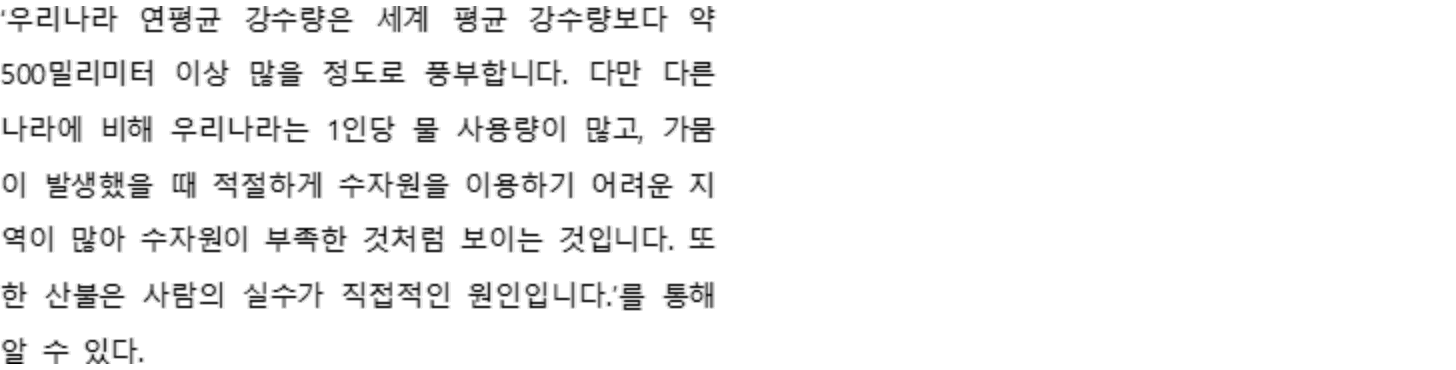 ‘우리나라 연평균 강수량은 세계 평균 강수량보다 약
500밀리미터 이상 많을 정도로 풍부합니다. 다만 다른
나라에 비해 우리나라는 1인당 물 사용량이 많고, 가뭄
이 발생했을 때 적절하게 수자원을 이용하기 어려운 지
역이 많아 수자원이 부족한 것처럼 보이는 것입니다. 또
한 산불은 사람의 실수가 직접적인 원인입니다.’를 통해
알 수 있다.